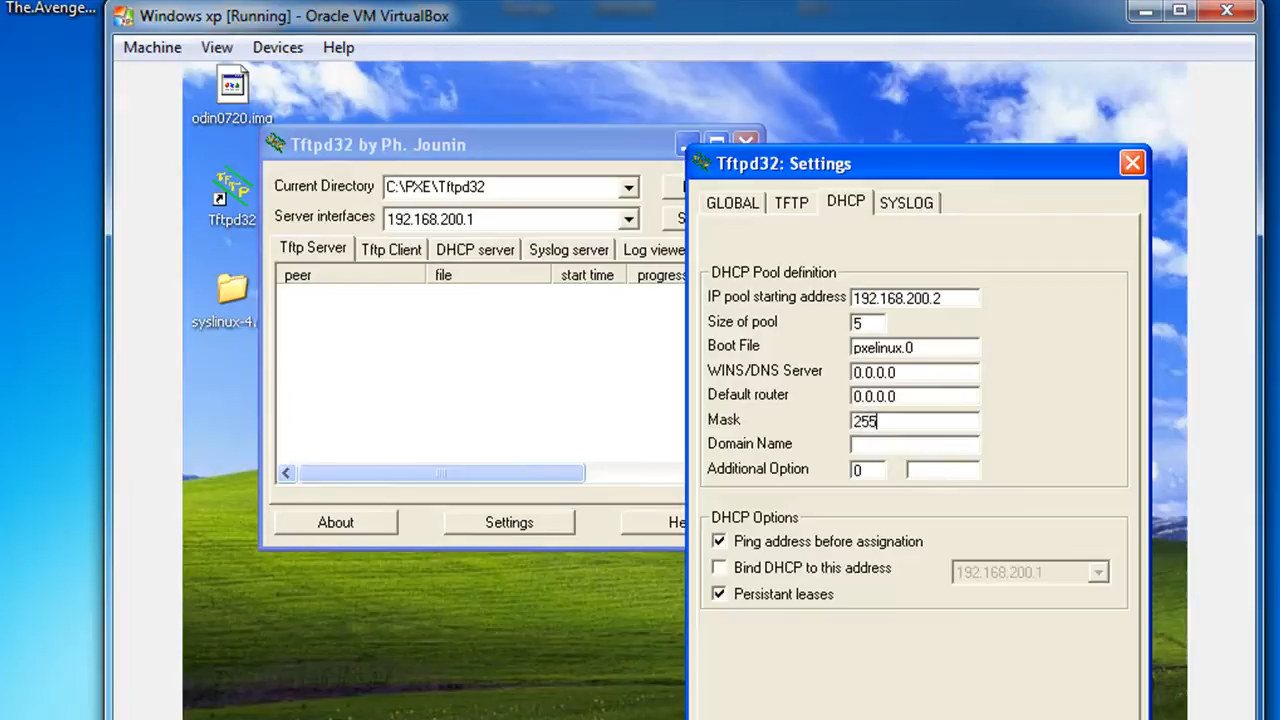 The.Avenge...
Windows xp [Running] - Oracle VM VirtualBox
Machine View Devices Help
odin0720.img
Tftpd32
syslinux-4.
Tftpd32 by Ph. Jounin
Current Directory C:\PXE\Tftpd32
Server interfaces 192.168.200.1
Tftp Server Tftp Client DHCP server Syslog server Log viewe
peer file start time progress
About Settings He
Tftpd32: Settings
GLOBAL TFTP DHCP SYSLOG
DHCP Pool definition
IP pool starting address 192.168.200.2
Size of pool 5
Boot File pxelinux.0
WINS/DNS Server 0.0.0.0
Default router 0.0.0.0
Mask 255
Domain Name
Additional Option 0
DHCP Options
Ping address before assignation
Bind DHCP to this address 192.168.200.1
Persistant leases